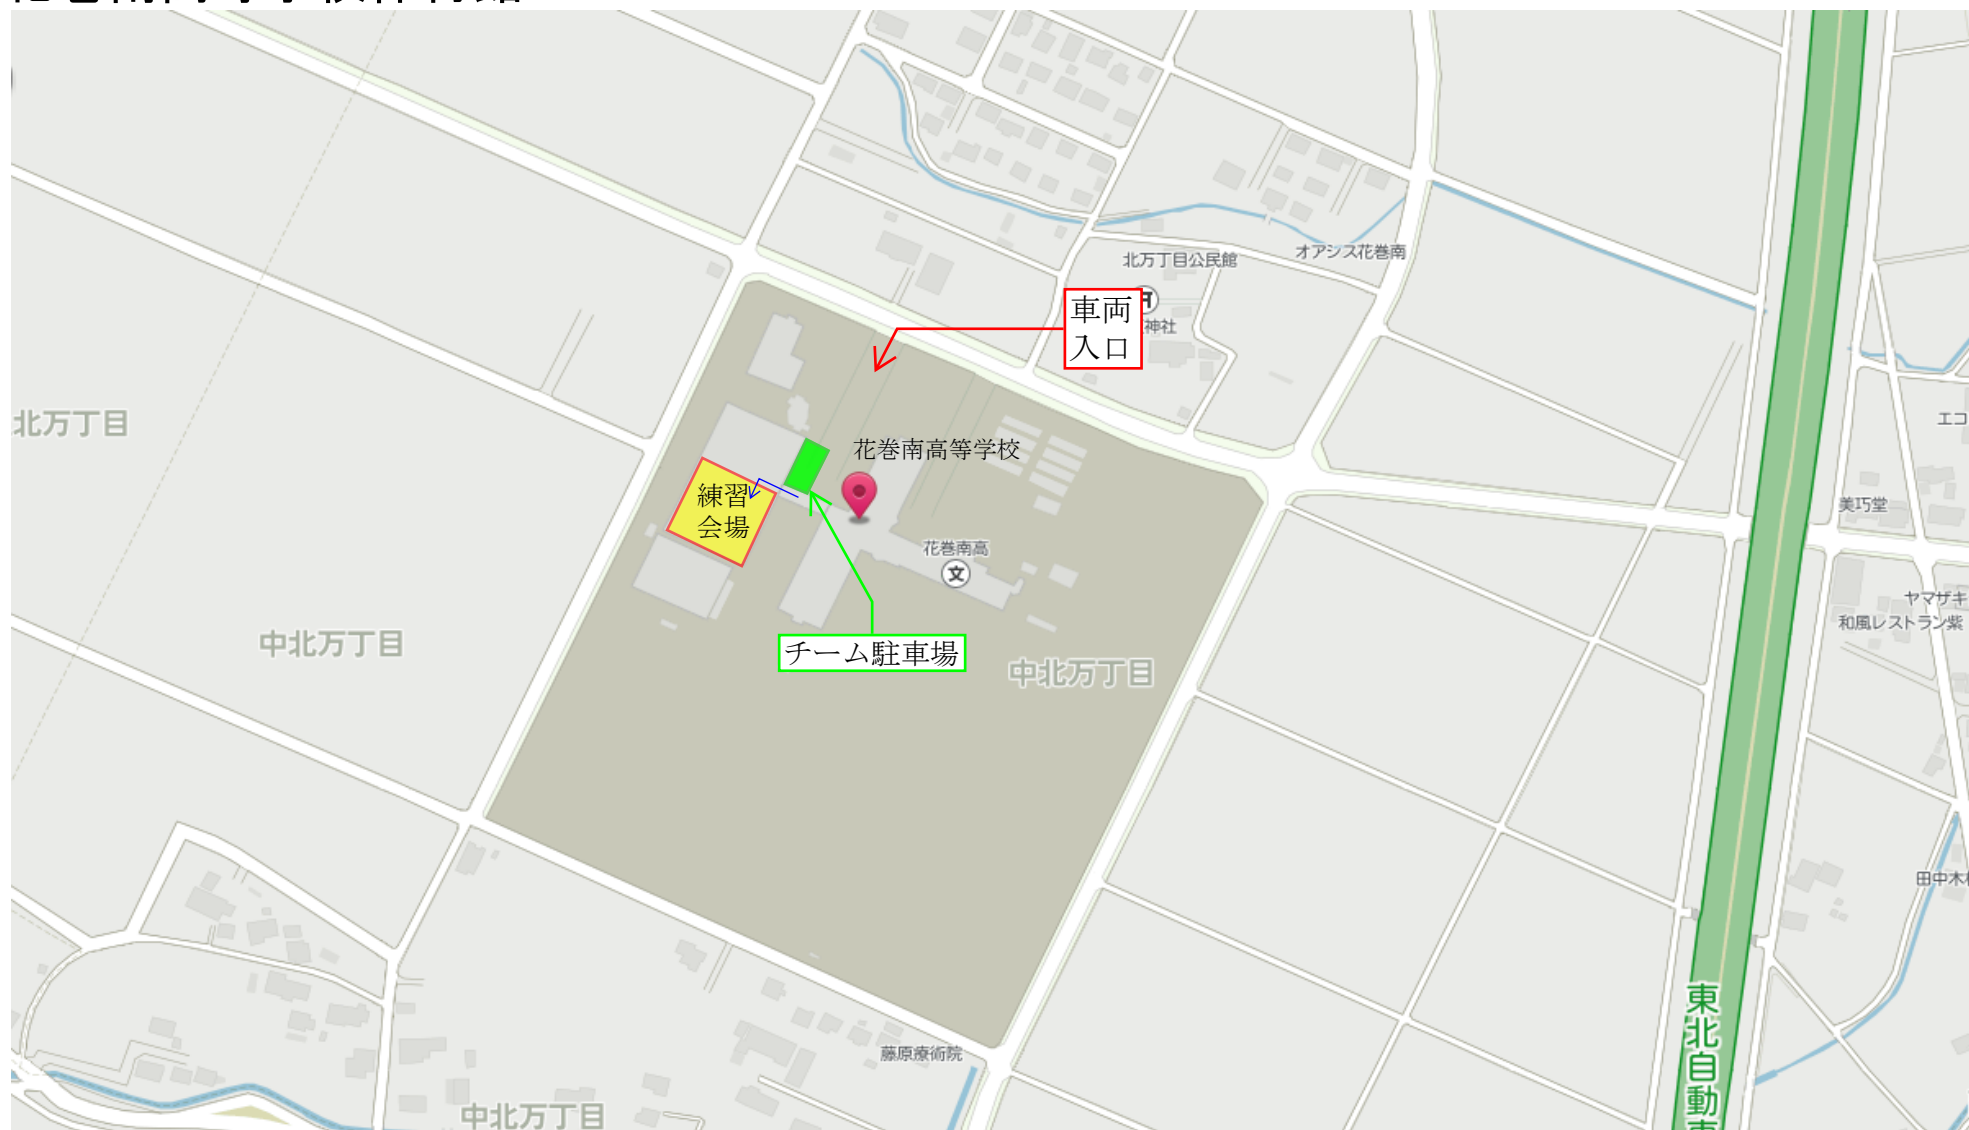 北万丁目公民館
オアシス花巻南
車両
入口
神社
北万丁目
エコ
花巻南高等学校
練習
会場
美巧堂
花巻南高
ヤマザキ
和風レストラン紫
中北万丁目
チーム駐車場
中北万丁目
田中木
東北自動車
藤原療術院
中北万丁目